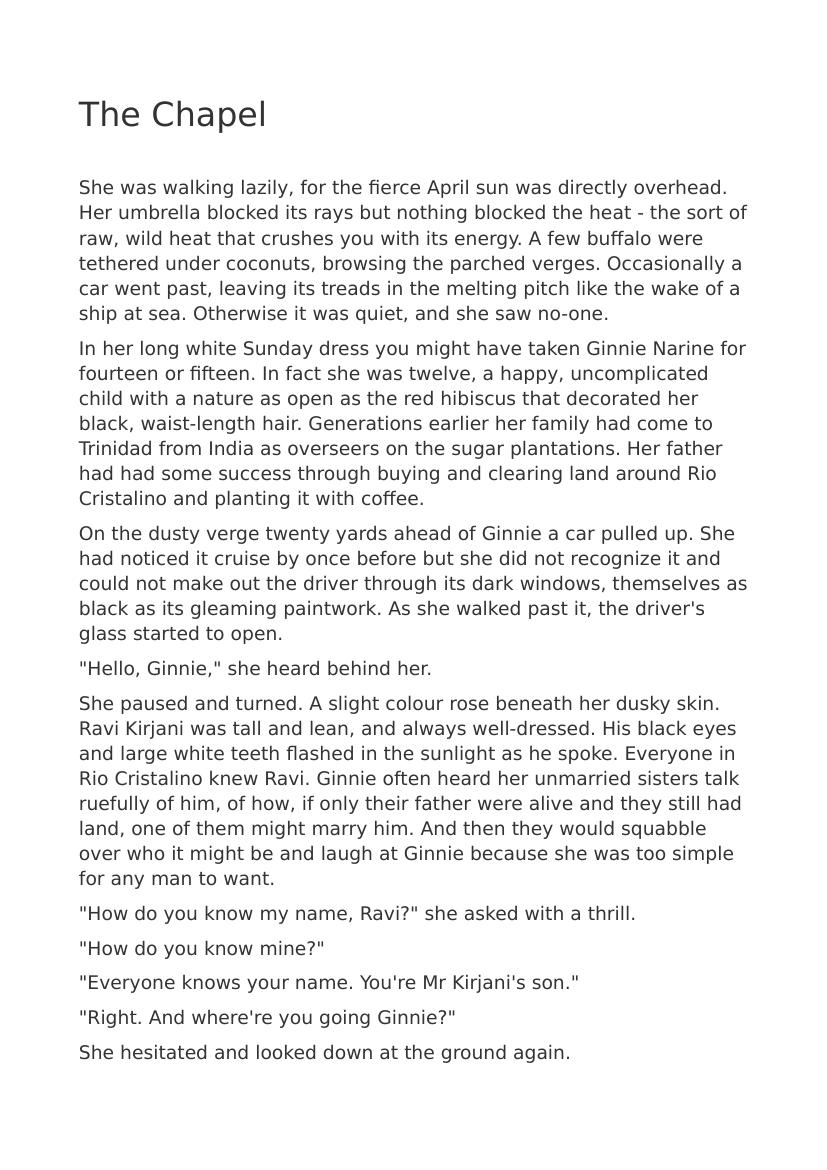 The Chapel
She was walking lazily, for the fierce April sun was directly overhead.
Her umbrella blocked its rays but nothing blocked the heat - the sort of
raw, wild heat that crushes you with its energy. A few buffalo were
tethered under coconuts, browsing the parched verges. Occasionally a
car went past, leaving its treads in the melting pitch like the wake of a
ship at sea. Otherwise it was quiet, and she saw no-one.
In her long white Sunday dress you might have taken Ginnie Narine for
fourteen or fifteen. In fact she was twelve, a happy, uncomplicated
child with a nature as open as the red hibiscus that decorated her
black, waist-length hair. Generations earlier her family had come to
Trinidad from India as overseers on the sugar plantations. Her father
had had some success through buying and clearing land around Rio
Cristalino and planting it with coffee.
On the dusty verge twenty yards ahead of Ginnie a car pulled up. She
had noticed it cruise by once before but she did not recognize it and
could not make out the driver through its dark windows, themselves as
black as its gleaming paintwork. As she walked past it, the driver's
glass started to open.
"Hello, Ginnie," she heard behind her.
She paused and turned. A slight colour rose beneath her dusky skin.
Ravi Kirjani was tall and lean, and always well-dressed. His black eyes
and large white teeth flashed in the sunlight as he spoke. Everyone in
Rio Cristalino knew Ravi. Ginnie often heard her unmarried sisters talk
ruefully of him, of how, if only their father were alive and they still had
land, one of them might marry him. And then they would squabble
over who it might be and laugh at Ginnie because she was too simple
for any man to want.
"How do you know my name, Ravi?" she asked with a thrill.
"How do you know mine?"
"Everyone knows your name. You're Mr Kirjani's son."
"Right. And where're you going Ginnie?"
She hesitated and looked down at the ground again.